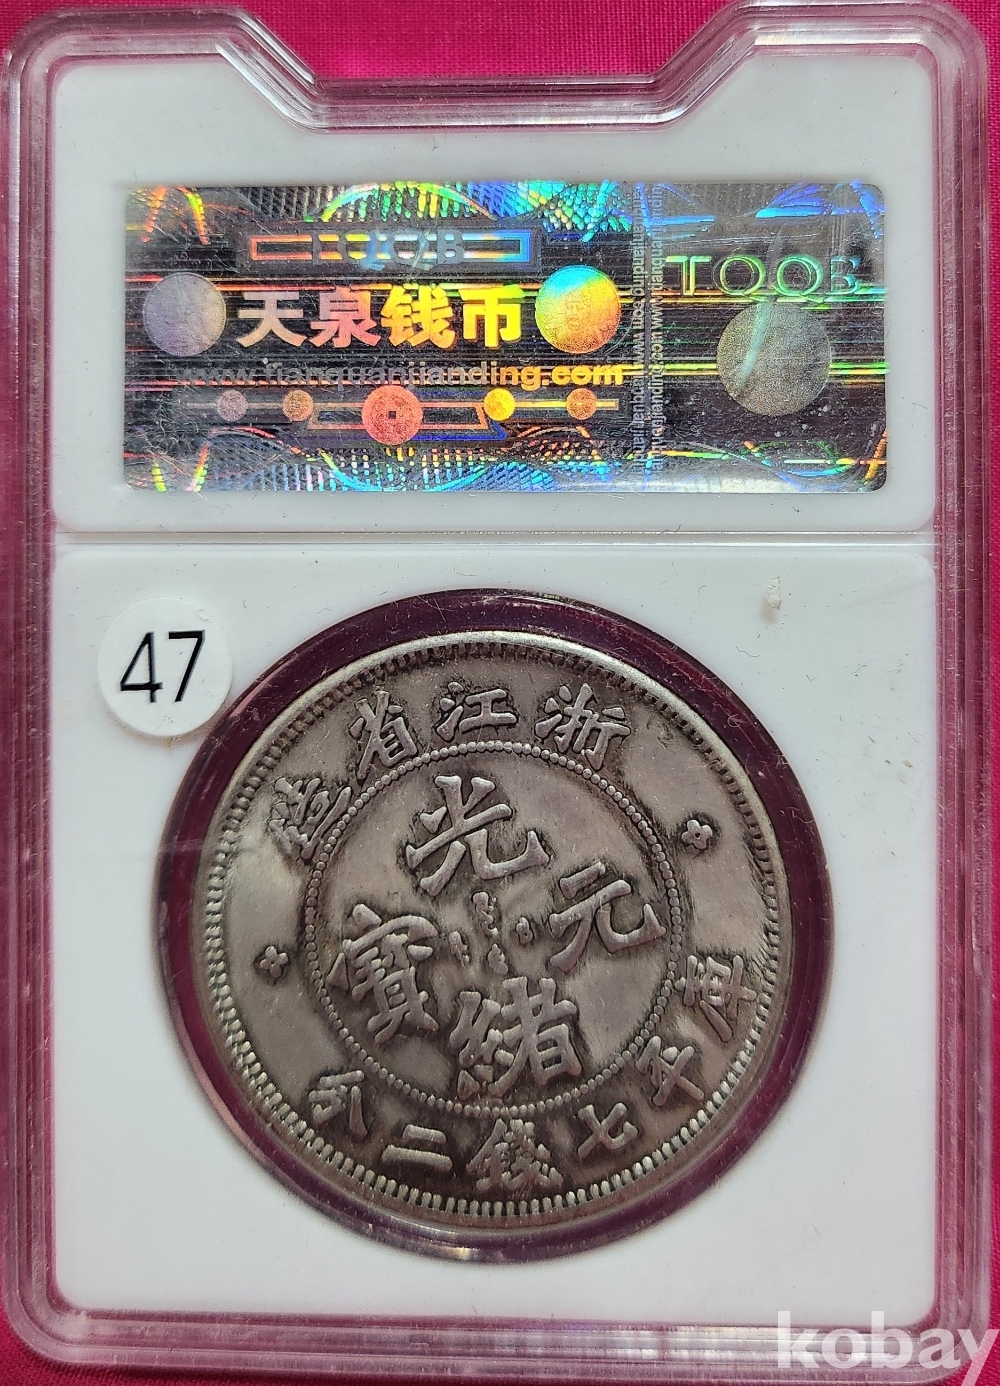 TQQB
天泉钱币
www.tianquanjianding.com
TQQB
47
浙江省造
光緒元寶
庫平七錢二分
kobay